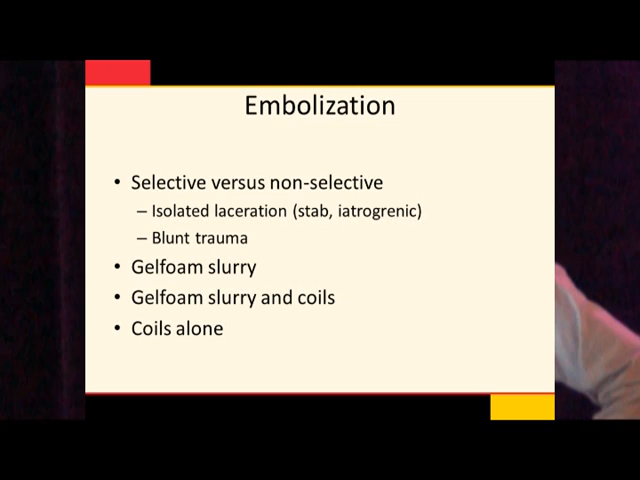 Embolization
• Selective versus non-selective
– Isolated laceration (stab, iatrogrenic)
– Blunt trauma
• Gelfoam slurry
• Gelfoam slurry and coils
• Coils alone